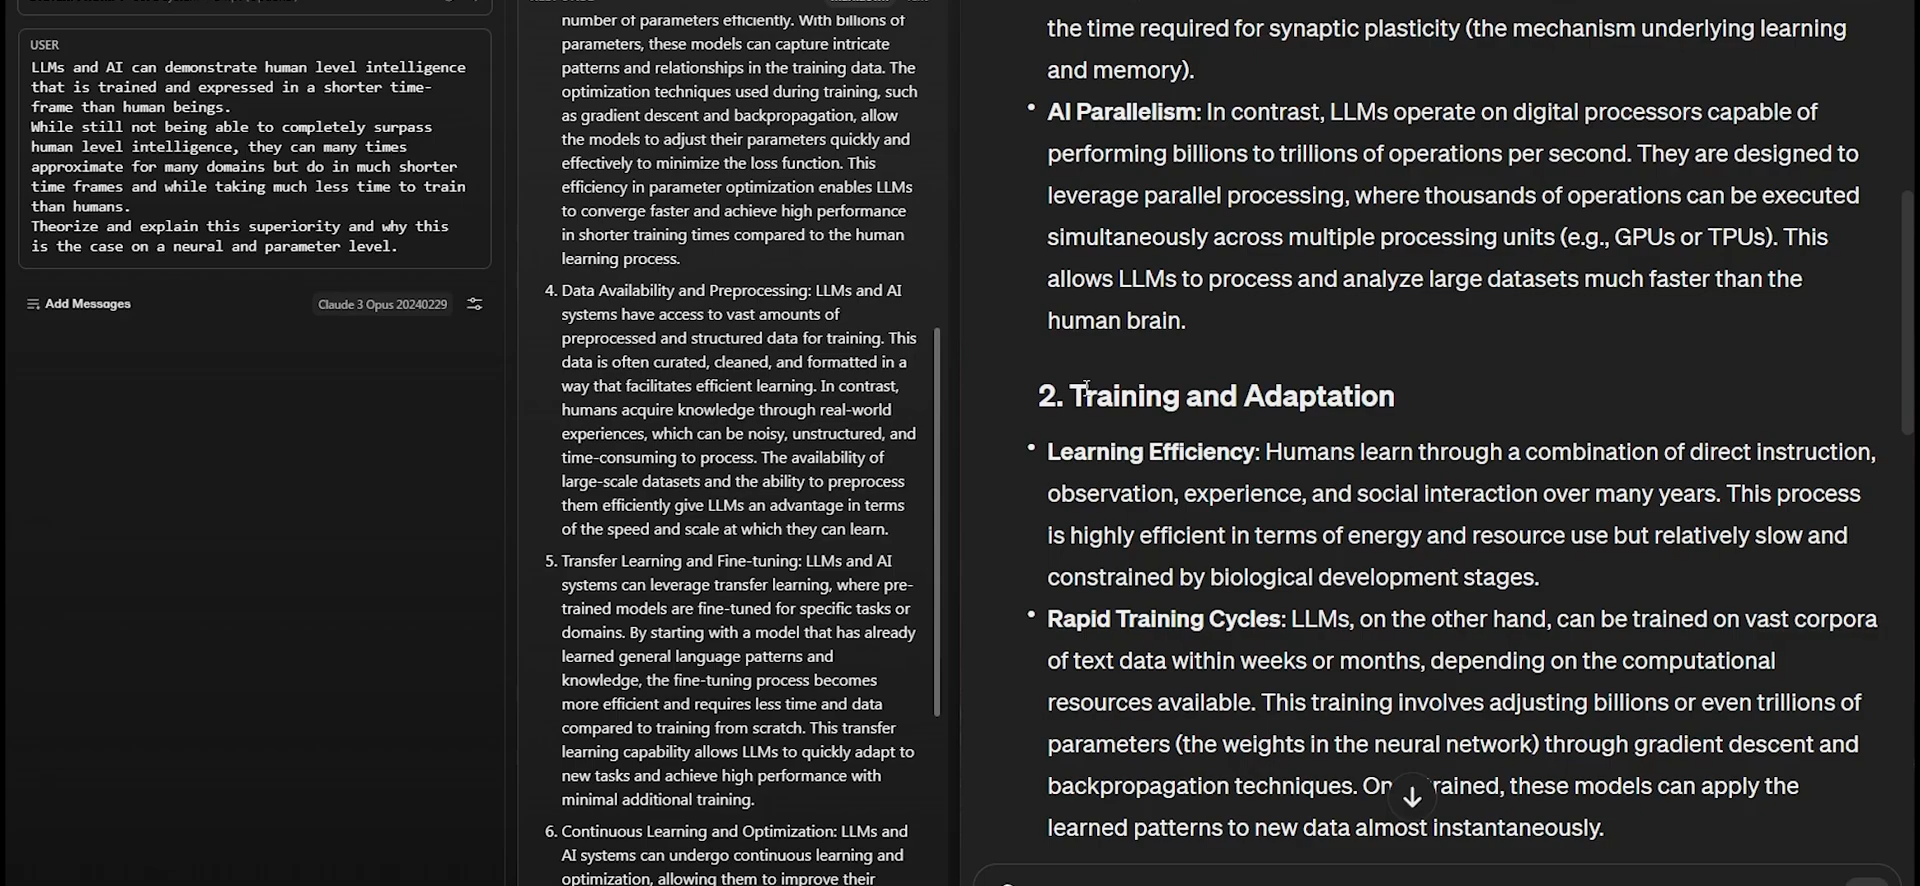 USER
LLMs and AI can demonstrate human level intelligence
that is trained and expressed in a shorter time-
frame than human beings.
While still not being able to completely surpass
human level intelligence, they can many times
approximate for many domains but do in much shorter
time frames and while taking much less time to train
than humans.
Theorize and explain this superiority and why this
is the case on a neural and parameter level.
Add Messages
Claude 3 Opus 20240229
number of parameters efficiently. With billions of
parameters, these models can capture intricate
patterns and relationships in the training data. The
optimization techniques used during training, such
as gradient descent and backpropagation, allow
the models to adjust their parameters quickly and
effectively to minimize the loss function. This
efficiency in parameter optimization enables LLMs
to converge faster and achieve high performance
in shorter training times compared to the human
learning process.
4. Data Availability and Preprocessing: LLMs and AI
systems have access to vast amounts of
preprocessed and structured data for training. This
data is often curated, cleaned, and formatted in a
way that facilitates efficient learning. In contrast,
humans acquire knowledge through real-world
experiences, which can be noisy, unstructured, and
time-consuming to process. The availability of
large-scale datasets and the ability to preprocess
them efficiently give LLMs an advantage in terms
of the speed and scale at which they can learn.
5. Transfer Learning and Fine-tuning: LLMs and AI
systems can leverage transfer learning, where pre-
trained models are fine-tuned for specific tasks or
domains. By starting with a model that has already
learned general language patterns and
knowledge, the fine-tuning process becomes
more efficient and requires less time and data
compared to training from scratch. This transfer
learning capability allows LLMs to quickly adapt to
new tasks and achieve high performance with
minimal additional training.
6. Continuous Learning and Optimization: LLMs and
AI systems can undergo continuous learning and
optimization, allowing them to improve their
the time required for synaptic plasticity (the mechanism underlying learning
and memory).
• AI Parallelism: In contrast, LLMs operate on digital processors capable of
performing billions to trillions of operations per second. They are designed to
leverage parallel processing, where thousands of operations can be executed
simultaneously across multiple processing units (e.g., GPUs or TPUs). This
allows LLMs to process and analyze large datasets much faster than the
human brain.
2. Training and Adaptation
• Learning Efficiency: Humans learn through a combination of direct instruction,
observation, experience, and social interaction over many years. This process
is highly efficient in terms of energy and resource use but relatively slow and
constrained by biological development stages.
• Rapid Training Cycles: LLMs, on the other hand, can be trained on vast corpora
of text data within weeks or months, depending on the computational
resources available. This training involves adjusting billions or even trillions of
parameters (the weights in the neural network) through gradient descent and
backpropagation techniques. On rained, these models can apply the
learned patterns to new data almost instantaneously.